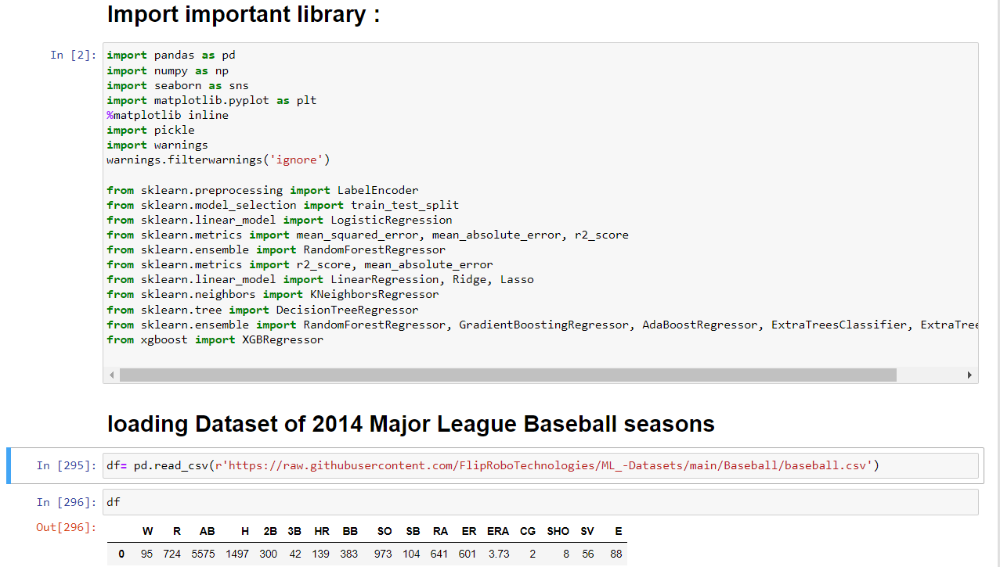 Import important library :
In [2]:
import pandas as pd
import numpy as np
import seaborn as sns
import matplotlib.pyplot as plt
%matplotlib inline
import pickle
import warnings
warnings.filterwarnings('ignore')
from sklearn.preprocessing import LabelEncoder
from sklearn.model_selection import train_test_split
from sklearn.linear_model import LogisticRegression
from sklearn.metrics import mean_squared_error, mean_absolute_error, r2_score
from sklearn.ensemble import RandomForestRegressor
from sklearn.metrics import r2_score, mean_absolute_error
from sklearn.linear_model import LinearRegression, Ridge, Lasso
from sklearn.neighbors import KNeighborsRegressor
from sklearn.tree import DecisionTreeRegressor
from sklearn.ensemble import RandomForestRegressor, GradientBoostingRegressor, AdaBoostRegressor, ExtraTreesClassifier, ExtraTree
from xgboost import XGBRegressor
loading Dataset of 2014 Major League Baseball seasons
In [295]: df= pd.read_csv(r'https://raw.githubusercontent.com/FlipRoboTechnologies/ML_-Datasets/main/Baseball/baseball.csv')
In [296]: df
Out[296]:
W R AB H 2B 3B HR BB SO SB RA ER ERA CG SHO SV E
0 95 724 5575 1497 300 42 139 383 973 104 641 601 3.73 2 8 56 88